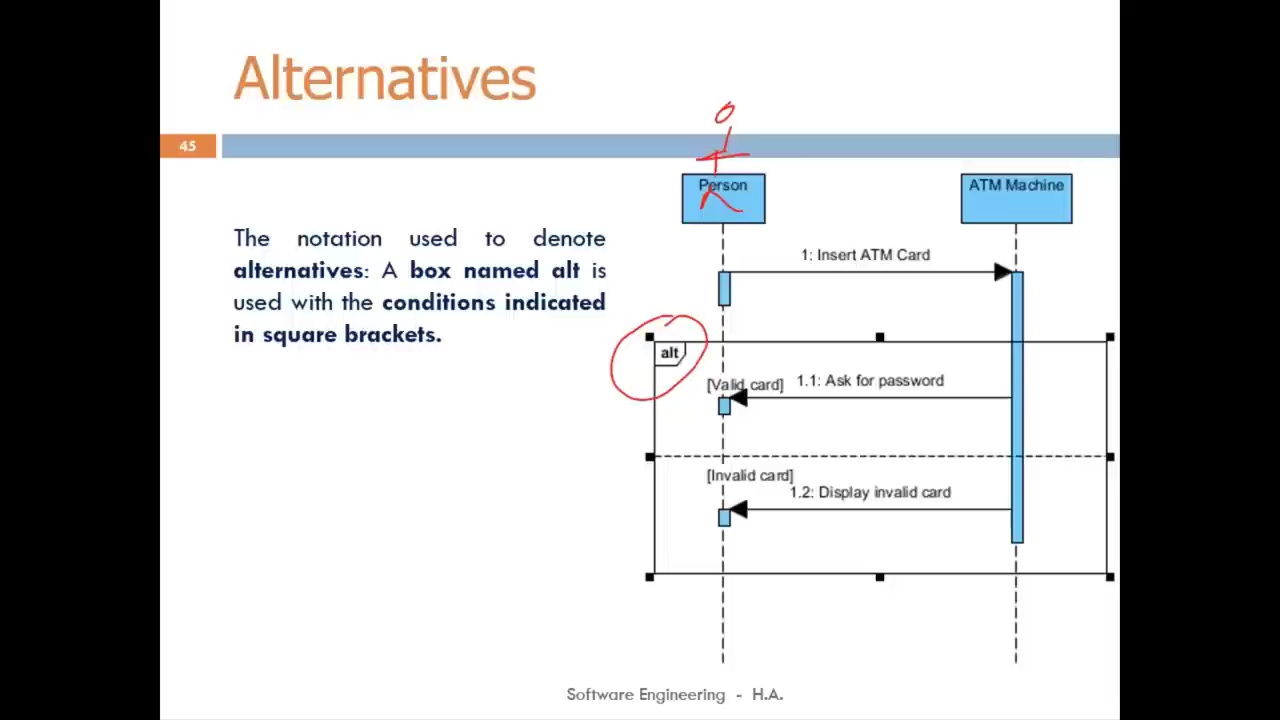 Alternatives
45
Person
ATM Machine
The notation used to denote
alternatives: A box named alt is
used with the conditions indicated
in square brackets.
1: Insert ATM Card
alt
[Valid card]
1.1: Ask for password
[Invalid card]
1.2: Display invalid card
Software Engineering - H.A.